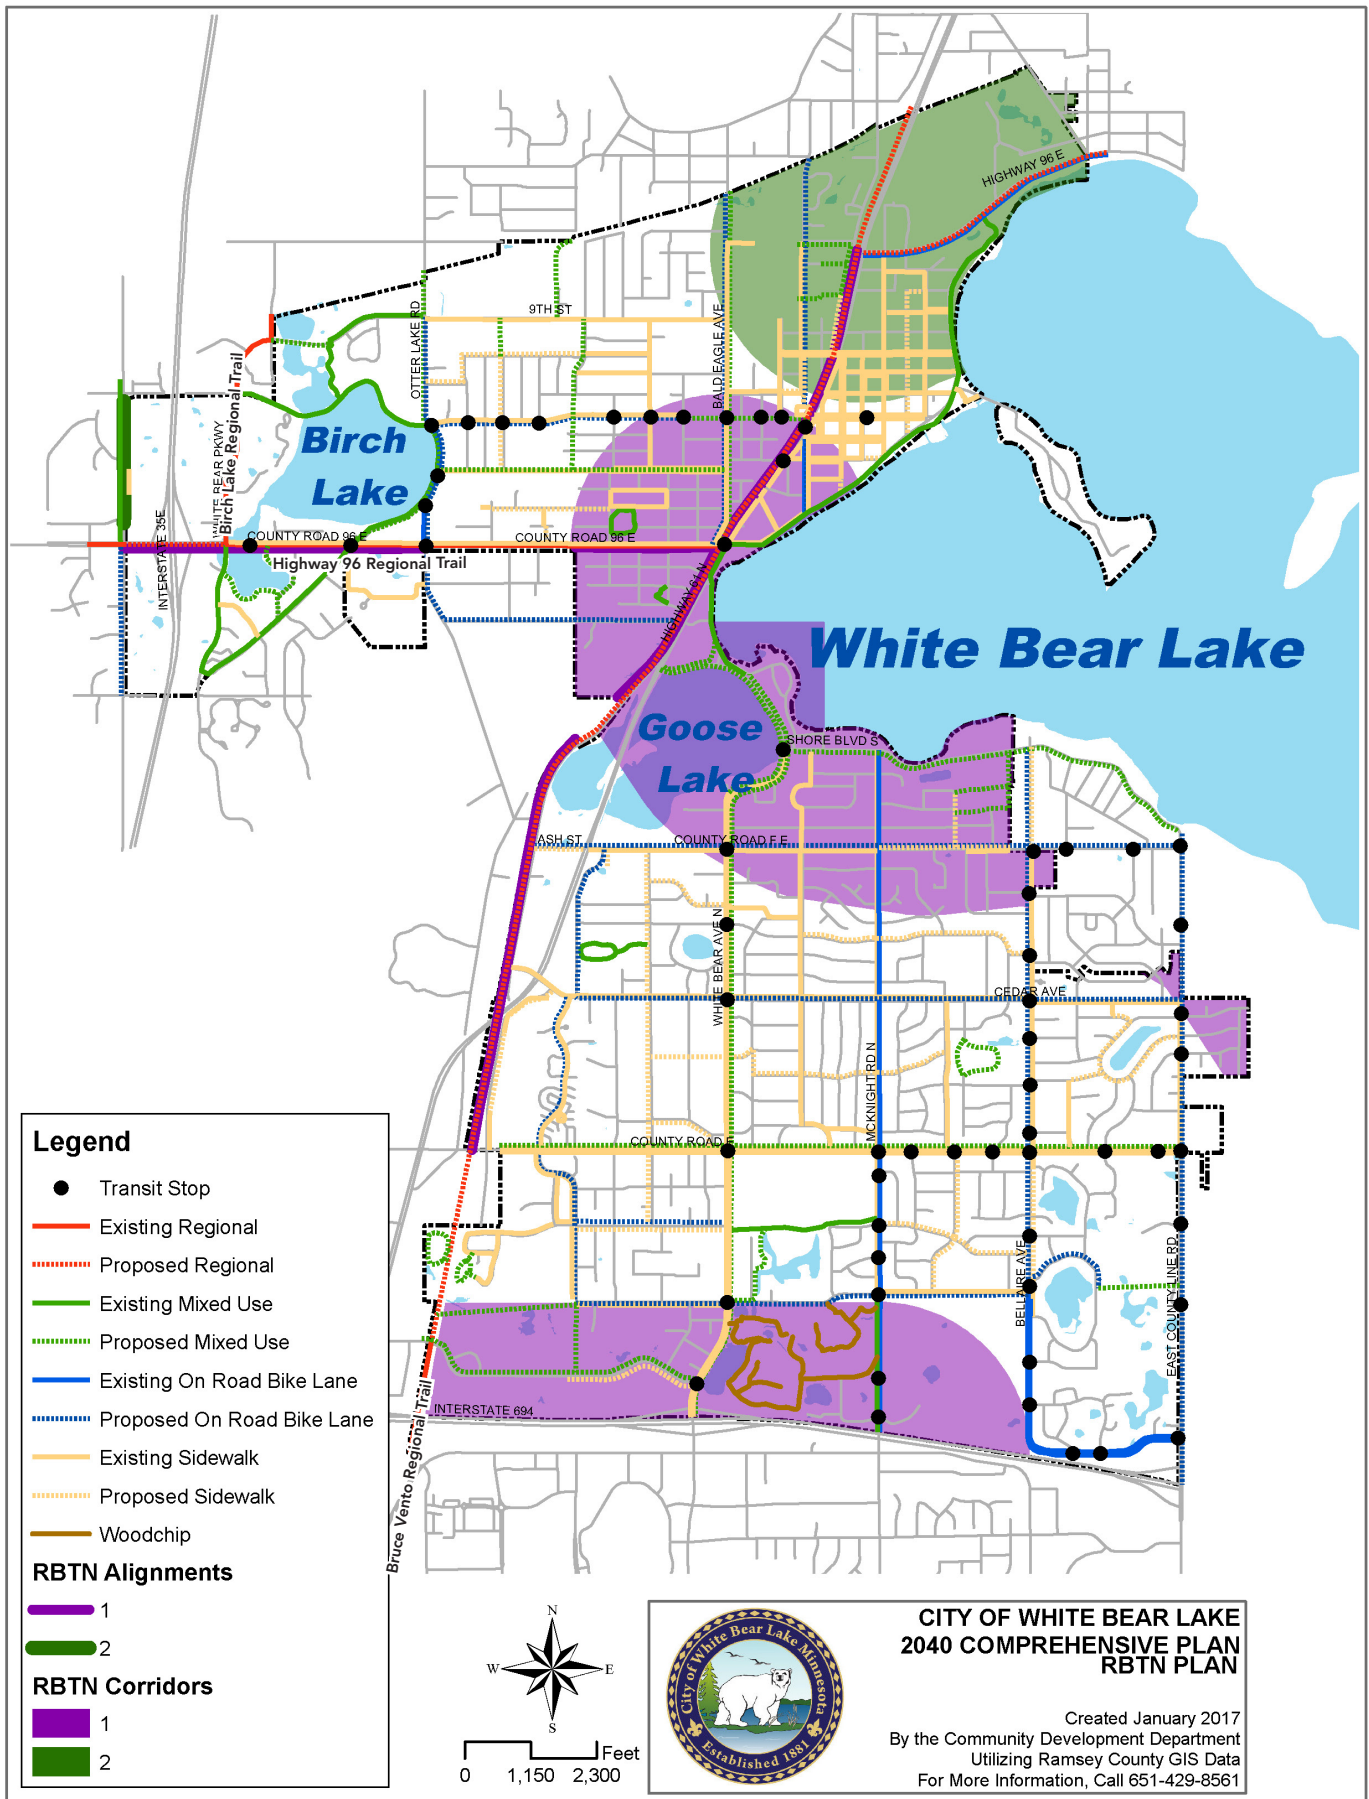 HIGHWAY 96 E
OTTER LAKE RD
9TH ST
BALD EAGLE AVE
Birch
Lake
WHITE BEAR PKWY
Birch Lake Regional Trail
INTERSTATE 35E
COUNTY ROAD 96 E
COUNTY ROAD 96 E
Highway 96 Regional Trail
HIGHWAY 61 N
White Bear Lake
Goose
Lake
SHORE BLVD S
ASH ST
COUNTY ROAD F E
WHITE BEAR AVE N
CEDAR AVE
MCKNIGHT RD N
COUNTY ROAD E
BELLAIRE AVE
EAST COUNTY LINE RD
INTERSTATE 694
Bruce Vento Regional Trail
Legend
Transit Stop
Existing Regional
Proposed Regional
Existing Mixed Use
Proposed Mixed Use
Existing On Road Bike Lane
Proposed On Road Bike Lane
Existing Sidewalk
Proposed Sidewalk
Woodchip
RBTN Alignments
1
2
RBTN Corridors
1
2
N
W E
S
Feet
0 1,150 2,300
City of White Bear Lake Minnesota
Established 1881
CITY OF WHITE BEAR LAKE
2040 COMPREHENSIVE PLAN
RBTN PLAN
Created January 2017
By the Community Development Department
Utilizing Ramsey County GIS Data
For More Information, Call 651-429-8561